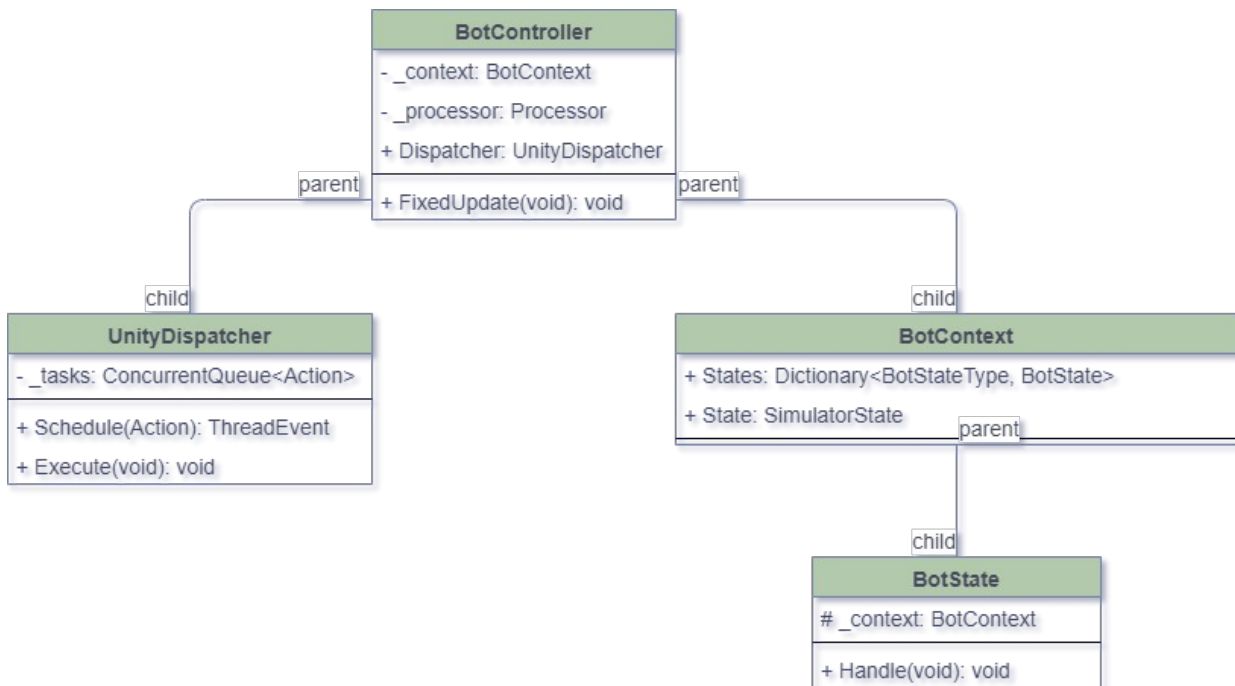 BotController
- _context: BotContext
- _processor: Processor
+ Dispatcher: UnityDispatcher
+ FixedUpdate(void): void
parent
parent
child
child
UnityDispatcher
- _tasks: ConcurrentQueue<Action>
+ Schedule(Action): ThreadEvent
+ Execute(void): void
BotContext
+ States: Dictionary<BotStateType, BotState>
+ State: SimulatorState
parent
child
BotState
# _context: BotContext
+ Handle(void): void